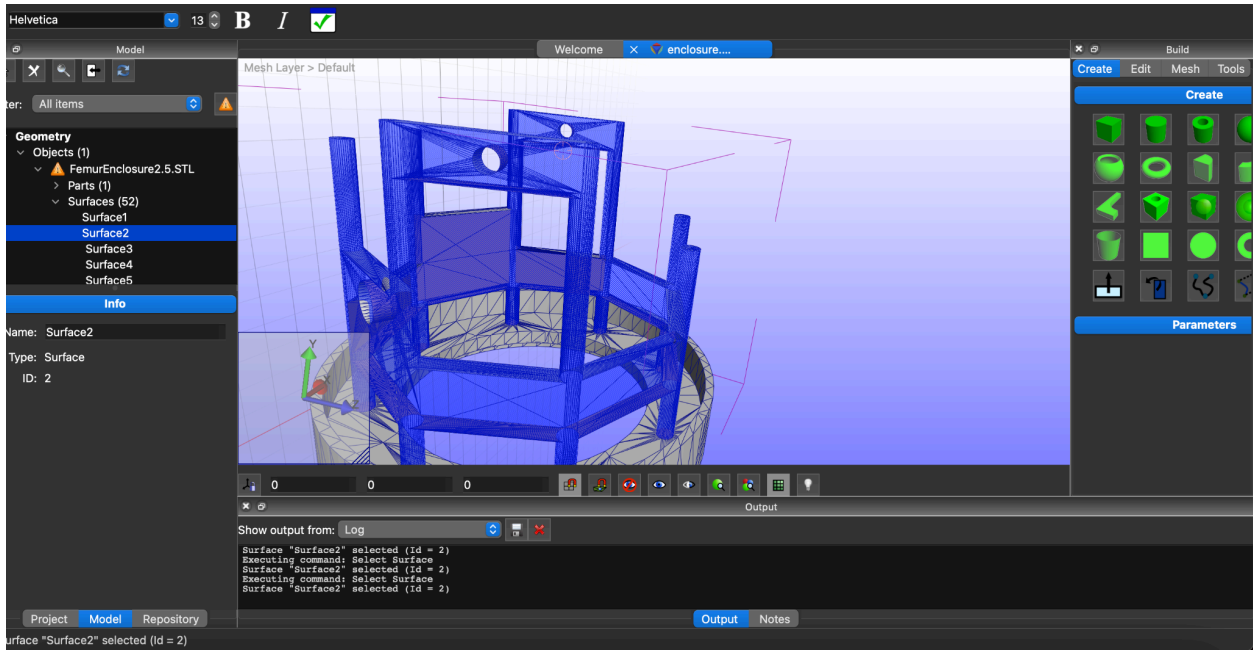 Helvetica 13 B I
Model
Welcome
enclosure....
Build
Mesh Layer > Default
Create Edit Mesh Tools
Create
ter: All items
Geometry
Objects (1)
FemurEnclosure2.5.STL
Parts (1)
Surfaces (52)
Surface1
Surface2
Surface3
Surface4
Surface5
Info
Name: Surface2
Type: Surface
ID: 2
Parameters
Y
Z
0 0 0
Output
Show output from: Log
Surface "Surface2" selected (Id = 2)
Executing command: Select Surface
Surface "Surface2" selected (Id = 2)
Executing command: Select Surface
Surface "Surface2" selected (Id = 2)
Project Model Repository
Output Notes
urface "Surface2" selected (Id = 2)